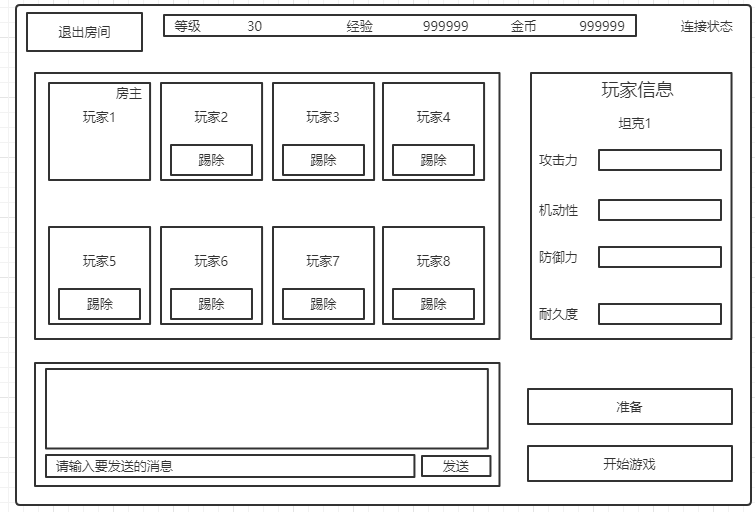 退出房间
等级 30 经验 999999 金币 999999
连接状态
房主
玩家1
玩家2
踢除
玩家3
踢除
玩家4
踢除
玩家5
踢除
玩家6
踢除
玩家7
踢除
玩家8
踢除
玩家信息
坦克1
攻击力
机动性
防御力
耐久度
请输入要发送的消息
发送
准备
开始游戏